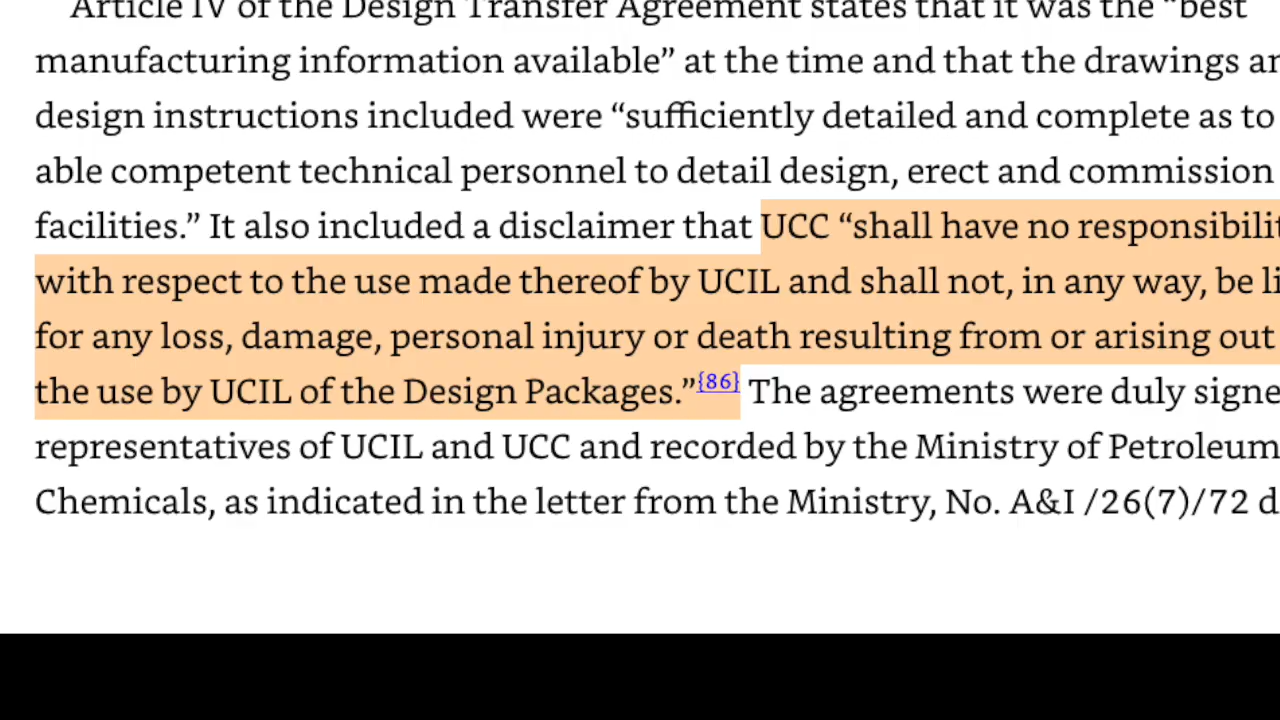 Article IV of the Design Transfer Agreement states that it was the “best
manufacturing information available” at the time and that the drawings
design instructions included were “sufficiently detailed and complete as to
able competent technical personnel to detail design, erect and commission
facilities.” It also included a disclaimer that UCC “shall have no
with respect to the use made thereof by UCIL and shall not, in any way, be
for any loss, damage, personal injury or death resulting from or arising out
the use by UCIL of the Design Packages.”{86} The agreements were duly
representatives of UCIL and UCC and recorded by the Ministry of Petroleum
Chemicals, as indicated in the letter from the Ministry, No. A&I /26(7)/72